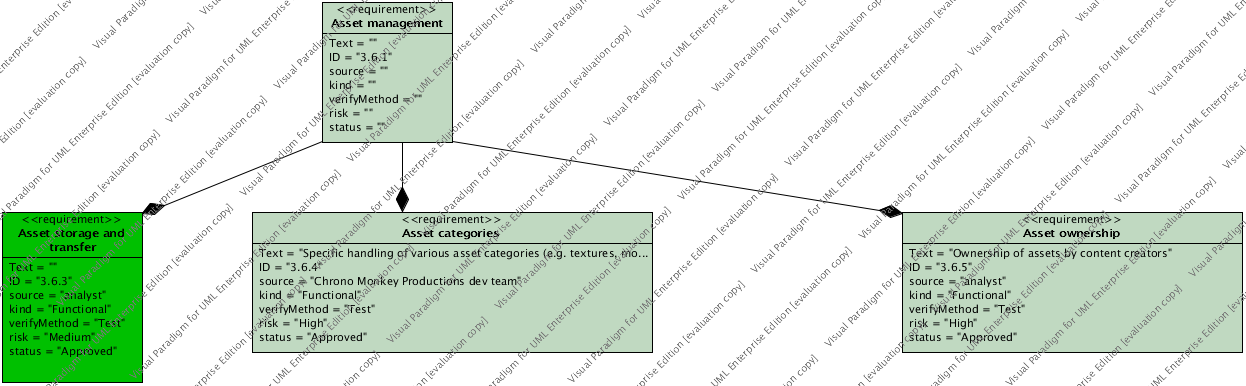 <<requirement>>
Asset management
Text = ""
ID = "3.6.1"
source = ""
kind = ""
verifyMethod = ""
risk = ""
status = ""
<<requirement>>
Asset storage and
transfer
Text = ""
ID = "3.6.3"
source = "analyst"
kind = "Functional"
verifyMethod = "Test"
risk = "Medium"
status = "Approved"
<<requirement>>
Asset categories
Text = "Specific handling of various asset categories (e.g. textures, mo...
ID = "3.6.4"
source = "Chrono Monkey Productions dev team"
kind = "Functional"
verifyMethod = "Test"
risk = "High"
status = "Approved"
<<requirement>>
Asset ownership
Text = "Ownership of assets by content creators"
ID = "3.6.5"
source = "analyst"
kind = "Functional"
verifyMethod = "Test"
risk = "High"
status = "Approved"
Visual Paradigm for UML Enterprise Edition [evaluation copy]